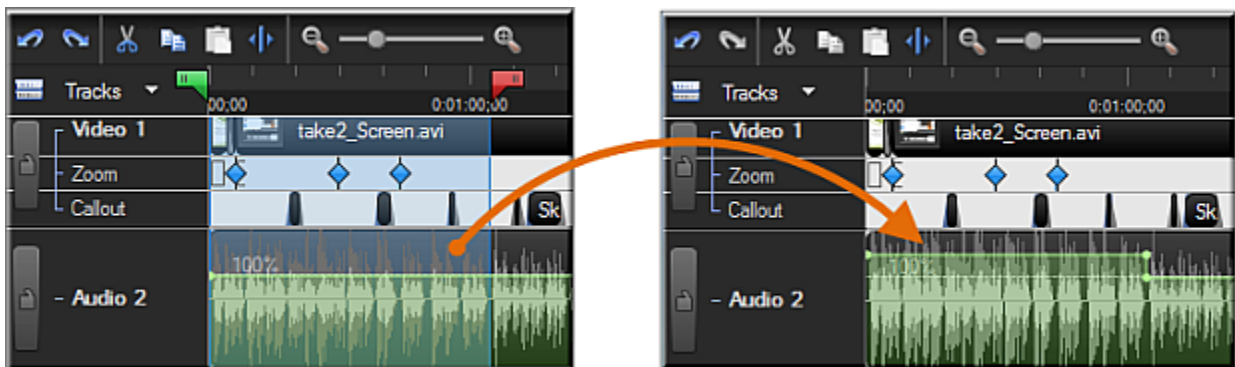 Tracks
00;00 0:01:00;00
Video 1
take2_Screen.avi
Zoom
Callout
Sk
100%
Audio 2
Tracks
00;00 0:01:00;00
Video 1
take2_Screen.avi
Zoom
Callout
Sk
100%
Audio 2